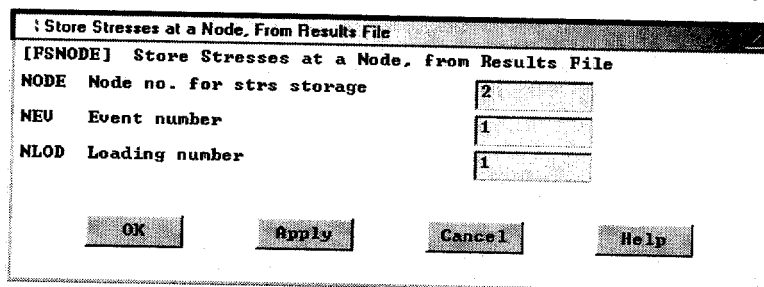 Store Stresses at a Node, From Results File
[FSNODE] Store Stresses at a Node, from Results File
NODE Node no. for strs storage 2
NEV Event number 1
NLOD Loading number 1
OK Apply Cancel Help